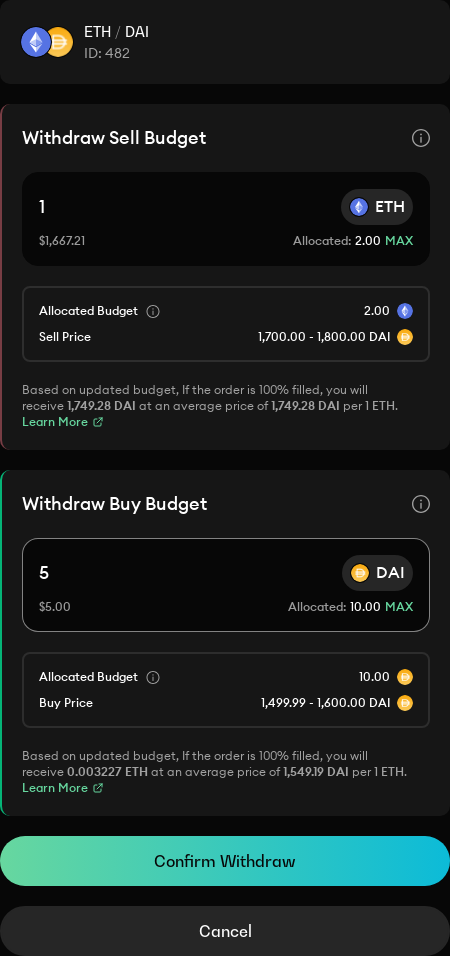 ETH / DAI
ID: 482
Withdraw Sell Budget
1
ETH
$1,667.21
Allocated: 2.00 MAX
Allocated Budget
2.00
Sell Price
1,700.00 - 1,800.00 DAI
Based on updated budget, If the order is 100% filled, you will
receive 1,749.28 DAI at an average price of 1,749.28 DAI per 1 ETH.
Learn More
Withdraw Buy Budget
5
DAI
$5.00
Allocated: 10.00 MAX
Allocated Budget
10.00
Buy Price
1,499.99 - 1,600.00 DAI
Based on updated budget, If the order is 100% filled, you will
receive 0.003227 ETH at an average price of 1,549.19 DAI per 1 ETH.
Learn More
Confirm Withdraw
Cancel